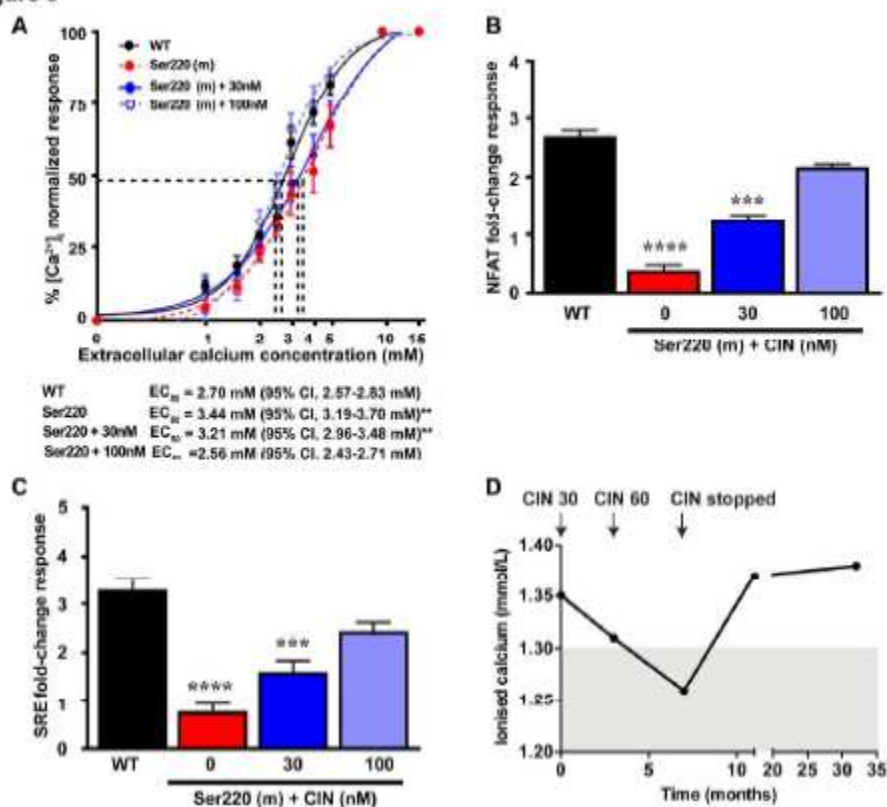 A
100
75
50
25
0
% [Ca²⁺]ᵢ normalized response
WT
Ser220 (m)
Ser220 (m) + 30nM
Ser220 (m) + 100nM
0 1 2 3 4 5 10 15
Extracellular calcium concentration (mM)
WT EC₅₀ = 2.70 mM (95% CI, 2.57-2.83 mM)
Ser220 EC₅₀ = 3.44 mM (95% CI, 3.19-3.70 mM)**
Ser220 + 30nM EC₅₀ = 3.21 mM (95% CI, 2.96-3.48 mM)**
Ser220 + 100nM =2.56 mM (95% CI, 2.43-2.71 mM)
B
4
3
2
1
0
NFAT fold-change response
****
***
WT 0 30 100
Ser220 (m) + CIN (nM)
C
5
4
3
2
1
0
SRE fold-change response
****
***
WT 0 30 100
Ser220 (m) + CIN (nM)
D
CIN 30 CIN 60 CIN stopped
1.40
1.35
1.30
1.25
1.20
Ionised calcium (mmol/L)
0 5 10 20 25 30 35
Time (months)